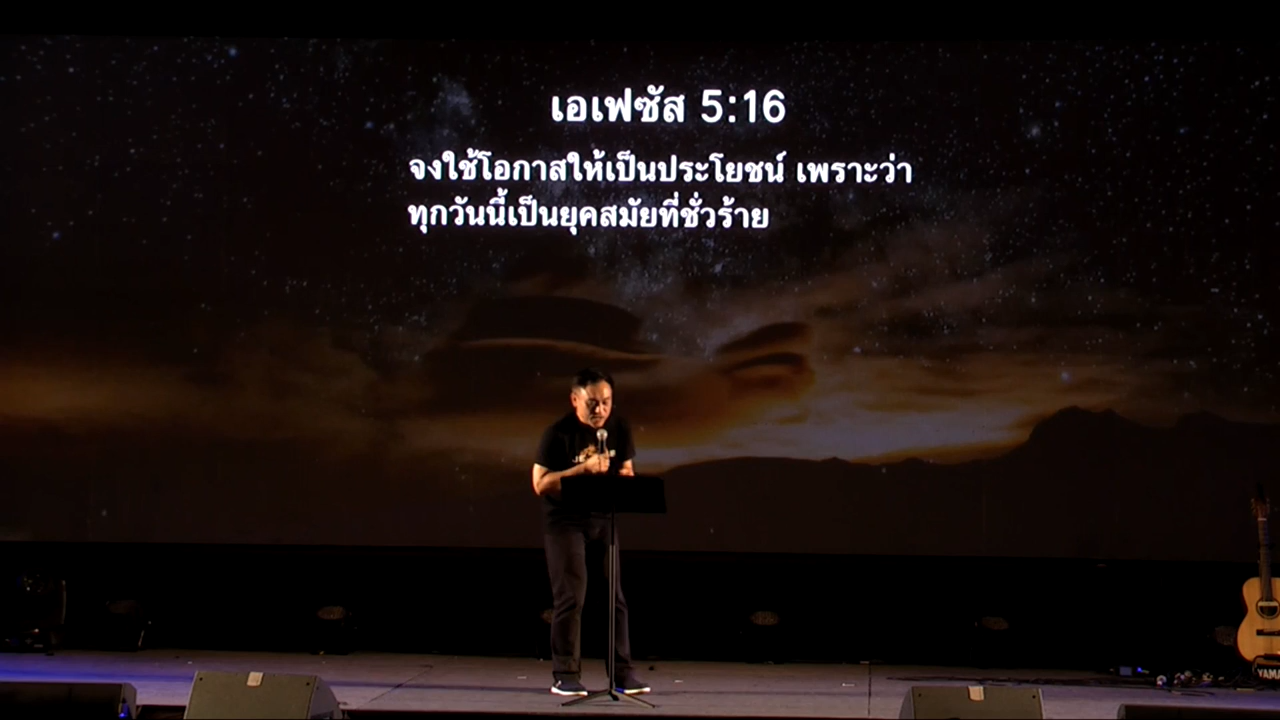 เอเฟซัส 5:16
จงใช้โอกาสให้เป็นประโยชน์ เพราะว่า
ทุกวันนี้เป็นยุคสมัยที่ชั่วร้าย